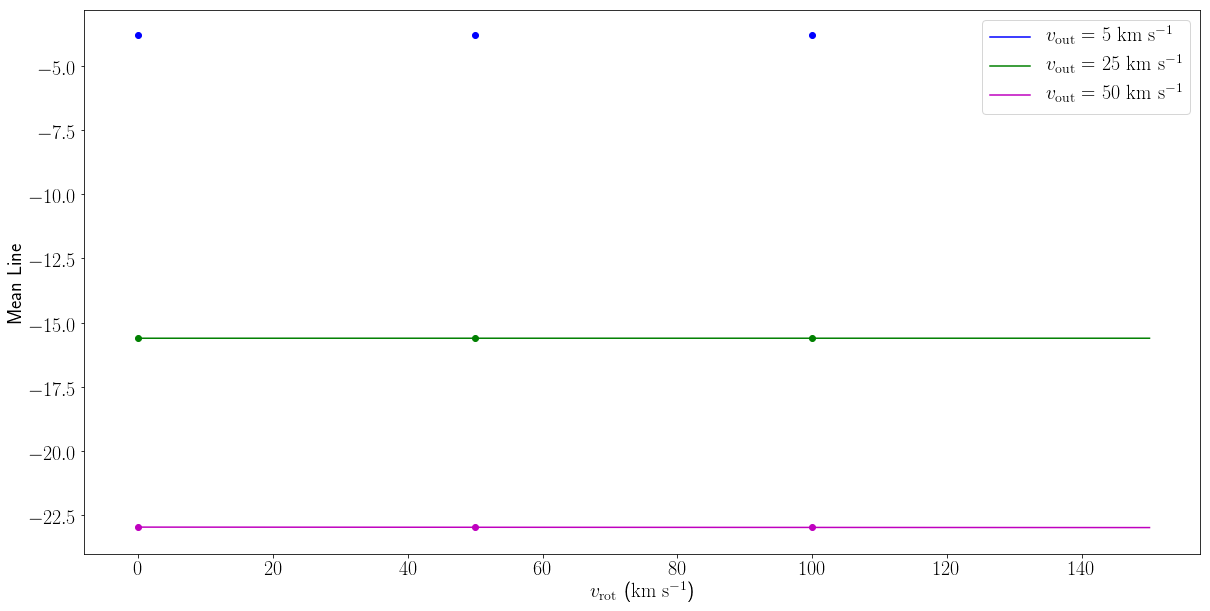 v_out = 5 km s⁻¹
v_out = 25 km s⁻¹
v_out = 50 km s⁻¹
Mean Line
−5.0
−7.5
−10.0
−12.5
−15.0
−17.5
−20.0
−22.5
0 20 40 60 80 100 120 140
v_rot (km s⁻¹)